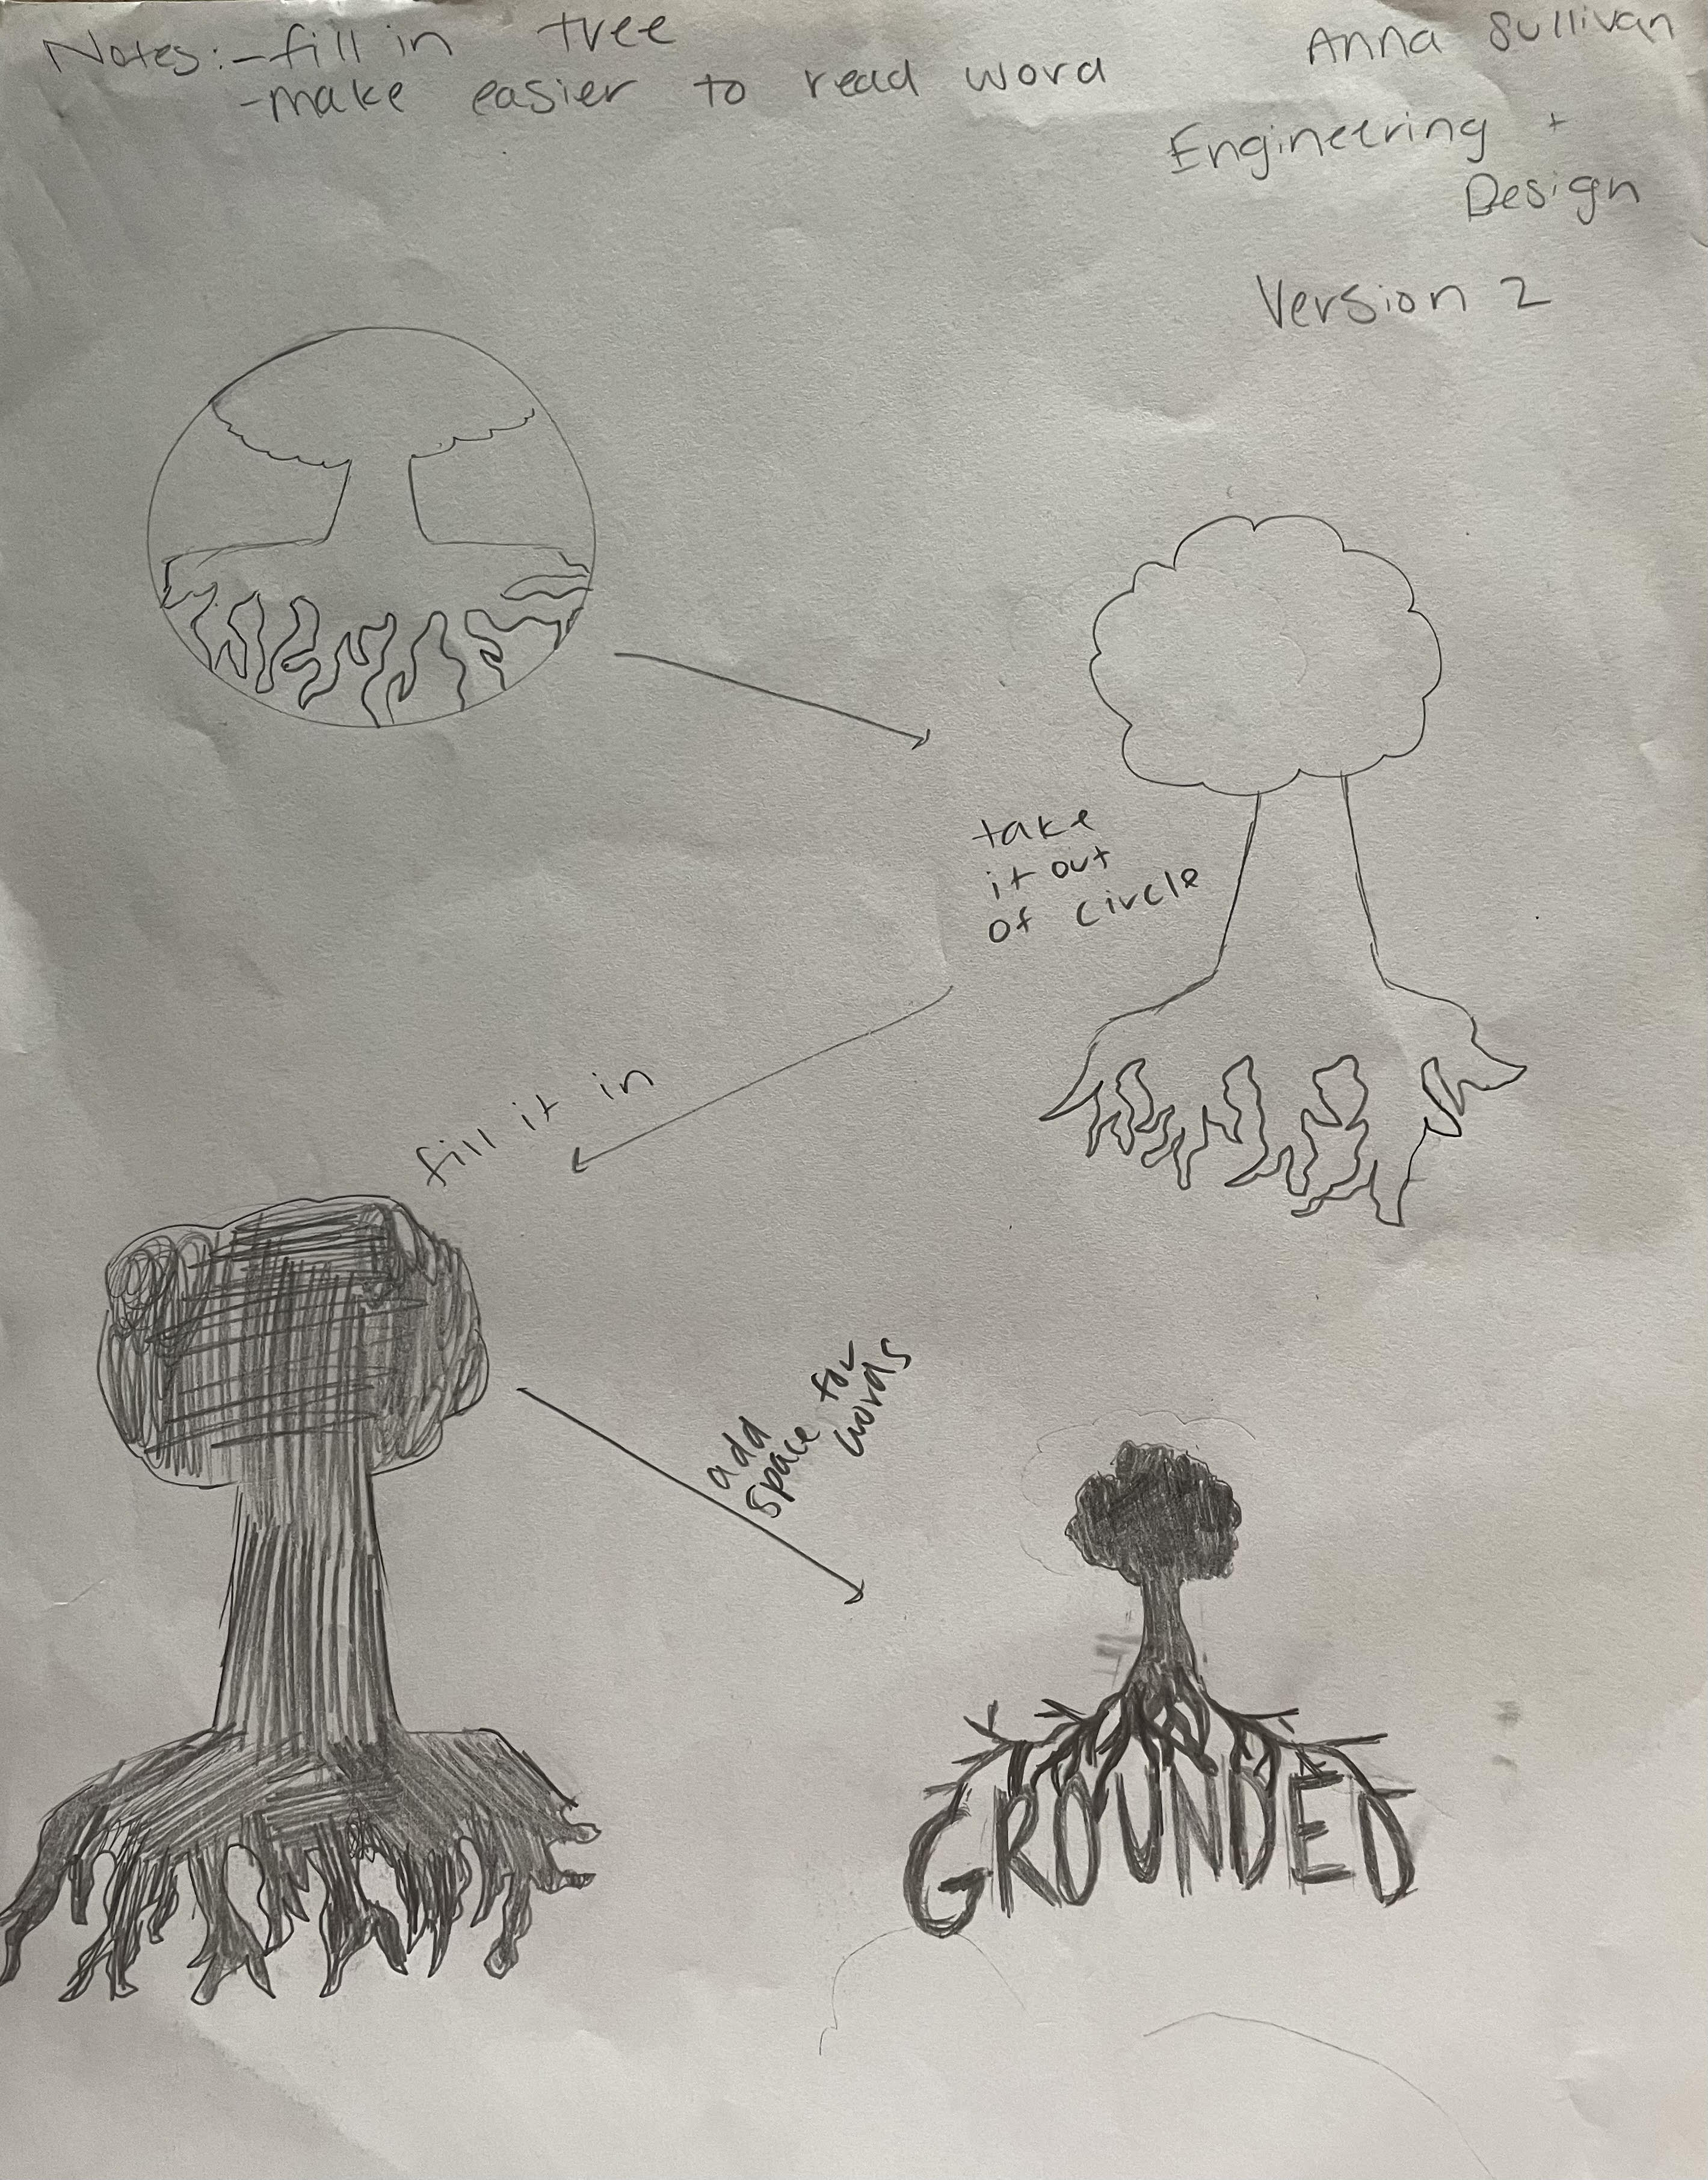 Notes: - fill in tree
- make easier to read word
Anna Sullivan
Engineering +
Design
Version 2
take
it out
of circle
fill it in
add
space for
words
GROUNDED